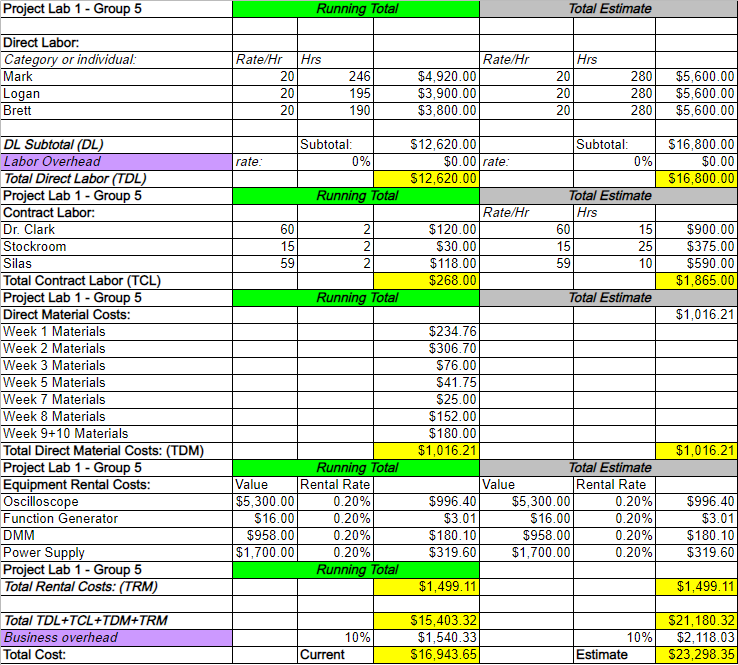 Project Lab 1 - Group 5 Running Total Total Estimate
Direct Labor:
Category or individual: Rate/Hr Hrs Rate/Hr Hrs
Mark 20 246 $4,920.00 20 280 $5,600.00
Logan 20 195 $3,900.00 20 280 $5,600.00
Brett 20 190 $3,800.00 20 280 $5,600.00
DL Subtotal (DL) Subtotal: $12,620.00 Subtotal: $16,800.00
Labor Overhead rate: 0% $0.00 rate: 0% $0.00
Total Direct Labor (TDL) $12,620.00 $16,800.00
Project Lab 1 - Group 5 Running Total Total Estimate
Contract Labor: Rate/Hr Hrs
Dr. Clark 60 2 $120.00 60 15 $900.00
Stockroom 15 2 $30.00 15 25 $375.00
Silas 59 2 $118.00 59 10 $590.00
Total Contract Labor (TCL) $268.00 $1,865.00
Project Lab 1 - Group 5 Running Total Total Estimate
Direct Material Costs: $1,016.21
Week 1 Materials $234.76
Week 2 Materials $306.70
Week 3 Materials $76.00
Week 5 Materials $41.75
Week 7 Materials $25.00
Week 8 Materials $152.00
Week 9+10 Materials $180.00
Total Direct Material Costs: (TDM) $1,016.21 $1,016.21
Project Lab 1 - Group 5 Running Total Total Estimate
Equipment Rental Costs: Value Rental Rate Value Rental Rate
Oscilloscope $5,300.00 0.20% $996.40 $5,300.00 0.20% $996.40
Function Generator $16.00 0.20% $3.01 $16.00 0.20% $3.01
DMM $958.00 0.20% $180.10 $958.00 0.20% $180.10
Power Supply $1,700.00 0.20% $319.60 $1,700.00 0.20% $319.60
Project Lab 1 - Group 5 Running Total
Total Rental Costs: (TRM) $1,499.11 $1,499.11
Total TDL+TCL+TDM+TRM $15,403.32 $21,180.32
Business overhead 10% $1,540.33 10% $2,118.03
Total Cost: Current $16,943.65 Estimate $23,298.35